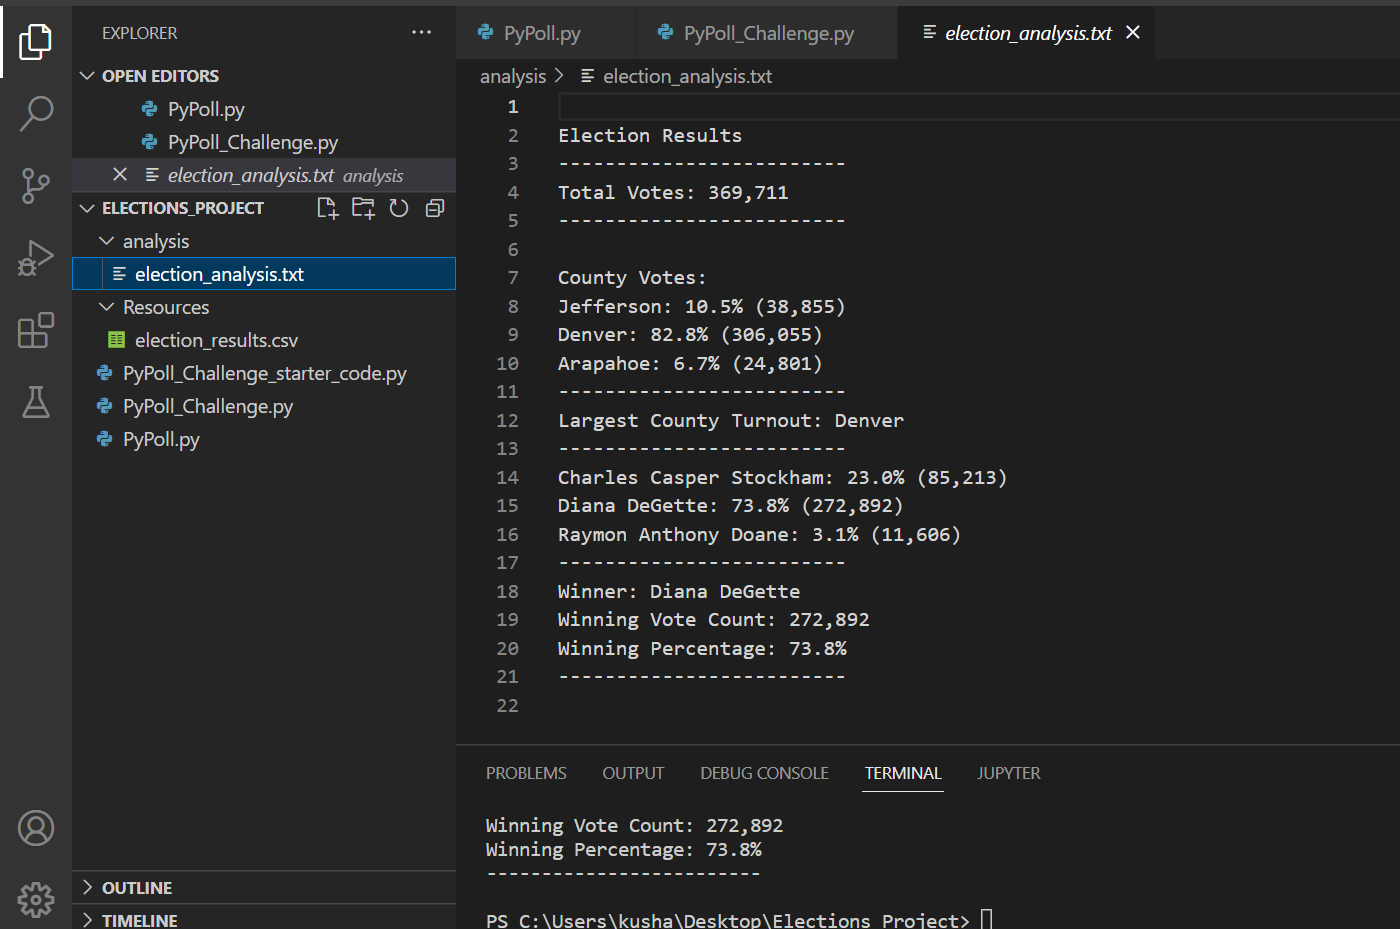 EXPLORER
OPEN EDITORS
PyPoll.py
PyPoll_Challenge.py
election_analysis.txt analysis
ELECTIONS_PROJECT
analysis
election_analysis.txt
Resources
election_results.csv
PyPoll_Challenge_starter_code.py
PyPoll_Challenge.py
PyPoll.py
OUTLINE
TIMELINE
PyPoll.py PyPoll_Challenge.py election_analysis.txt
analysis > election_analysis.txt
1
2 Election Results
3 -------------------------
4 Total Votes: 369,711
5 -------------------------
6
7 County Votes:
8 Jefferson: 10.5% (38,855)
9 Denver: 82.8% (306,055)
10 Arapahoe: 6.7% (24,801)
11 -------------------------
12 Largest County Turnout: Denver
13 -------------------------
14 Charles Casper Stockham: 23.0% (85,213)
15 Diana DeGette: 73.8% (272,892)
16 Raymon Anthony Doane: 3.1% (11,606)
17 -------------------------
18 Winner: Diana DeGette
19 Winning Vote Count: 272,892
20 Winning Percentage: 73.8%
21 -------------------------
22
PROBLEMS OUTPUT DEBUG CONSOLE TERMINAL JUPYTER
Winning Vote Count: 272,892
Winning Percentage: 73.8%
-------------------------
PS C:\Users\kusha\Desktop\Elections_Project>